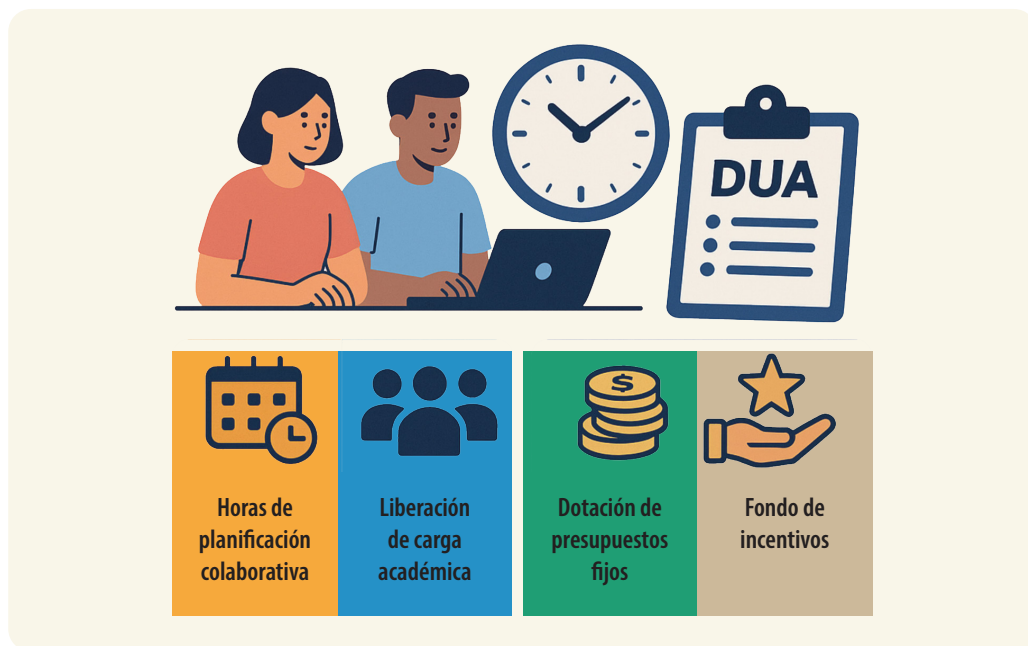 DUA
$
Horas de
planificación
colaborativa
Liberación
de carga
académica
Dotación de
presupuestos
fijos
Fondo de
incentivos